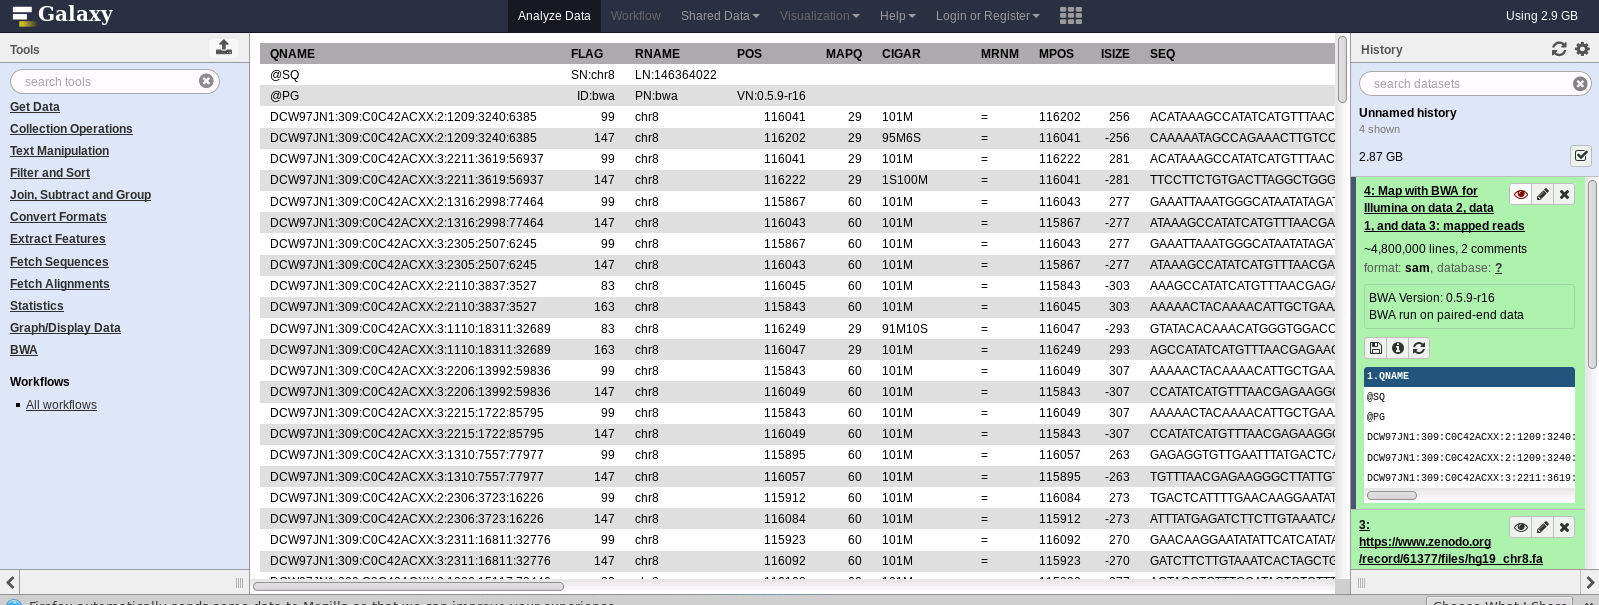 Galaxy
Analyze Data Workflow Shared Data Visualization Help Login or Register Using 2.9 GB
Tools
search tools
Get Data
Collection Operations
Text Manipulation
Filter and Sort
Join, Subtract and Group
Convert Formats
Extract Features
Fetch Sequences
Fetch Alignments
Statistics
Graph/Display Data
BWA
Workflows
All workflows
QNAME FLAG RNAME POS MAPQ CIGAR MRNM MPOS ISIZE SEQ
@SQ SN:chr8 LN:146364022
@PG ID:bwa PN:bwa VN:0.5.9-r16
DCW97JN1:309:C0C42ACXX:2:1209:3240:6385 99 chr8 116041 29 101M = 116202 256 ACATAAAGCCATATCATGTTTAAC
DCW97JN1:309:C0C42ACXX:2:1209:3240:6385 147 chr8 116202 29 95M6S = 116041 -256 CAAAAATAGCCAGAAACTTGTCC
DCW97JN1:309:C0C42ACXX:3:2211:3619:56937 99 chr8 116041 29 101M = 116222 281 ACATAAAGCCATATCATGTTTAAC
DCW97JN1:309:C0C42ACXX:3:2211:3619:56937 147 chr8 116222 29 1S100M = 116041 -281 TTCCTTCTGTGACTTAGGCTGGG
DCW97JN1:309:C0C42ACXX:2:1316:2998:77464 99 chr8 115867 60 101M = 116043 277 GAAATTAAATGGGCATAATATAGAT
DCW97JN1:309:C0C42ACXX:2:1316:2998:77464 147 chr8 116043 60 101M = 115867 -277 ATAAAGCCATATCATGTTTAACGA
DCW97JN1:309:C0C42ACXX:3:2305:2507:6245 99 chr8 115867 60 101M = 116043 277 GAAATTAAATGGGCATAATATAGAT
DCW97JN1:309:C0C42ACXX:3:2305:2507:6245 147 chr8 116043 60 101M = 115867 -277 ATAAAGCCATATCATGTTTAACGA
DCW97JN1:309:C0C42ACXX:2:2110:3837:3527 83 chr8 116045 60 101M = 115843 -303 AAAGCCATATCATGTTTAACGAGA
DCW97JN1:309:C0C42ACXX:2:2110:3837:3527 163 chr8 115843 60 101M = 116045 303 AAAAACTACAAAACATTGCTGAA
DCW97JN1:309:C0C42ACXX:3:1110:18311:32689 83 chr8 116249 29 91M10S = 116047 -293 GTATACACAAACATGGGTGGACC
DCW97JN1:309:C0C42ACXX:3:1110:18311:32689 163 chr8 116047 29 101M = 116249 293 AGCCATATCATGTTTAACGAGAAG
DCW97JN1:309:C0C42ACXX:3:2206:13992:59836 99 chr8 115843 60 101M = 116049 307 AAAAACTACAAAACATTGCTGAA
DCW97JN1:309:C0C42ACXX:3:2206:13992:59836 147 chr8 116049 60 101M = 115843 -307 CCATATCATGTTTAACGAGAAGGG
DCW97JN1:309:C0C42ACXX:3:2215:1722:85795 99 chr8 115843 60 101M = 116049 307 AAAAACTACAAAACATTGCTGAA
DCW97JN1:309:C0C42ACXX:3:2215:1722:85795 147 chr8 116049 60 101M = 115843 -307 CCATATCATGTTTAACGAGAAGGG
DCW97JN1:309:C0C42ACXX:3:1310:7557:77977 99 chr8 115895 60 101M = 116057 263 GAGAGGTGTTGAATTTATGACTCA
DCW97JN1:309:C0C42ACXX:3:1310:7557:77977 147 chr8 116057 60 101M = 115895 -263 TGTTTAACGAGAAGGGCTTATTGT
DCW97JN1:309:C0C42ACXX:2:2306:3723:16226 99 chr8 115912 60 101M = 116084 273 TGACTCATTTTGAACAAGGAATAT
DCW97JN1:309:C0C42ACXX:2:2306:3723:16226 147 chr8 116084 60 101M = 115912 -273 ATTTATGAGATCTTCTTGTAAATCA
DCW97JN1:309:C0C42ACXX:3:2311:16811:32776 99 chr8 115923 60 101M = 116092 270 GAACAAGGAATATATTCATCATATA
DCW97JN1:309:C0C42ACXX:3:2311:16811:32776 147 chr8 116092 60 101M = 115923 -270 GATCTTCTTGTAAATCACTAGCTG
History
search datasets
Unnamed history
4 shown
2.87 GB
4: Map with BWA for
Illumina on data 2, data
1, and data 3: mapped reads
~4,800,000 lines, 2 comments
format: sam, database: ?
BWA Version: 0.5.9-r16
BWA run on paired-end data
1.QNAME
@SQ
@PG
DCW97JN1:309:C0C42ACXX:2:1209:3240:
DCW97JN1:309:C0C42ACXX:2:1209:3240:
DCW97JN1:309:C0C42ACXX:3:2211:3619:
3:
https://www.zenodo.org
/record/61377/files/hg19_chr8.fa
Firefox automatically sends some data to Mozilla so that we can improve your experience. Choose What I Share